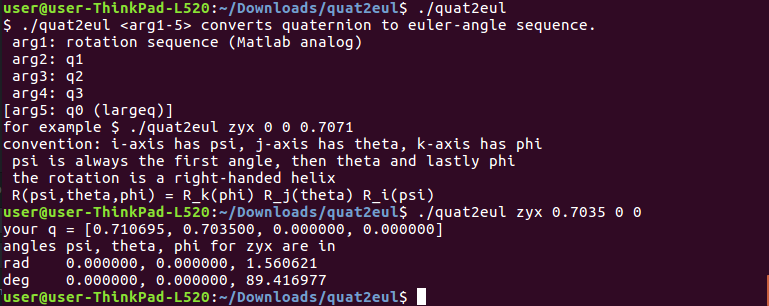 user@user-ThinkPad-L520:~/Downloads/quat2eul$ ./quat2eul
$ ./quat2eul <arg1-5> converts quaternion to euler-angle sequence.
arg1: rotation sequence (Matlab analog)
arg2: q1
arg3: q2
arg4: q3
[arg5: q0 (largeq)]
for example $ ./quat2eul zyx 0 0 0.7071
convention: i-axis has psi, j-axis has theta, k-axis has phi
psi is always the first angle, then theta and lastly phi
the rotation is a right-handed helix
R(psi,theta,phi) = R_k(phi) R_j(theta) R_i(psi)
user@user-ThinkPad-L520:~/Downloads/quat2eul$ ./quat2eul zyx 0.7035 0 0
your q = [0.710695, 0.703500, 0.000000, 0.000000]
angles psi, theta, phi for zyx are in
rad    0.000000, 0.000000, 1.560621
deg    0.000000, 0.000000, 89.416977
user@user-ThinkPad-L520:~/Downloads/quat2eul$